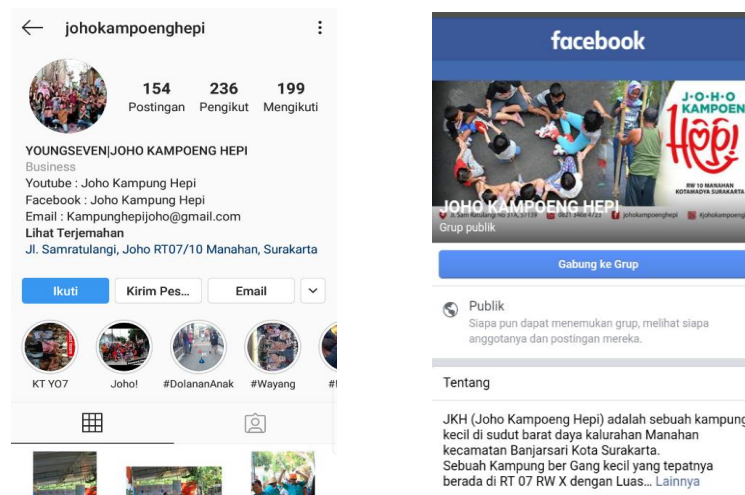 johokampoenghepi
154 236 199
Postingan Pengikut Mengikuti
YOUNGSEVEN|JOHO KAMPOENG HEPI
Business
Youtube : Joho Kampung Hepi
Facebook : Joho Kampung Hepi
Email : Kampunghepijoho@gmail.com
Lihat Terjemahan
Jl. Samratulangi, Joho RT07/10 Manahan, Surakarta
Ikuti Kirim Pes... Email
KT YO7 Joho! #DolananAnak #Wayang
facebook
J·O·H·O
KAMPOEN
Hepi!
RW 10 MANAHAN
KOTAMADYA SURAKARTA
JOHO KAMPOENG HEPI
johokampoenghepi
Grup publik
Gabung ke Grup
Publik
Siapa pun dapat menemukan grup, melihat siapa
anggotanya dan postingan mereka.
Tentang
JKH (Joho Kampoeng Hepi) adalah sebuah kampung
kecil di sudut barat daya kalurahan Manahan
kecamatan Banjarsari Kota Surakarta.
Sebuah Kampung ber Gang kecil yang tepatnya
berada di RT 07 RW X dengan Luas... Lainnya